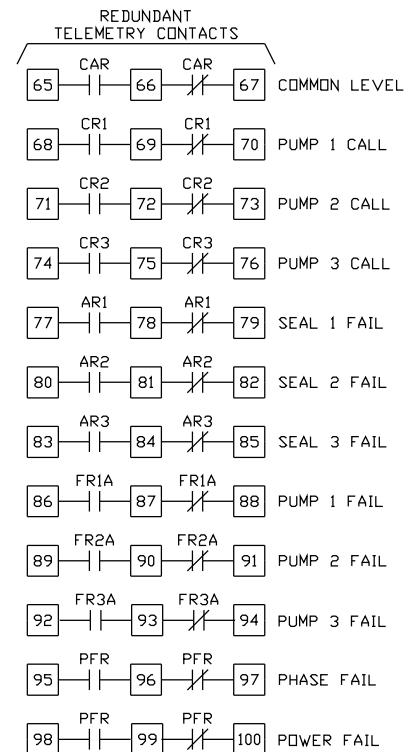 REDUNDANT
TELEMETRY CONTACTS
CAR CAR
65 66 67 COMMON LEVEL
CR1 CR1
68 69 70 PUMP 1 CALL
CR2 CR2
71 72 73 PUMP 2 CALL
CR3 CR3
74 75 76 PUMP 3 CALL
AR1 AR1
77 78 79 SEAL 1 FAIL
AR2 AR2
80 81 82 SEAL 2 FAIL
AR3 AR3
83 84 85 SEAL 3 FAIL
FR1A FR1A
86 87 88 PUMP 1 FAIL
FR2A FR2A
89 90 91 PUMP 2 FAIL
FR3A FR3A
92 93 94 PUMP 3 FAIL
PFR PFR
95 96 97 PHASE FAIL
PFR PFR
98 99 100 POWER FAIL